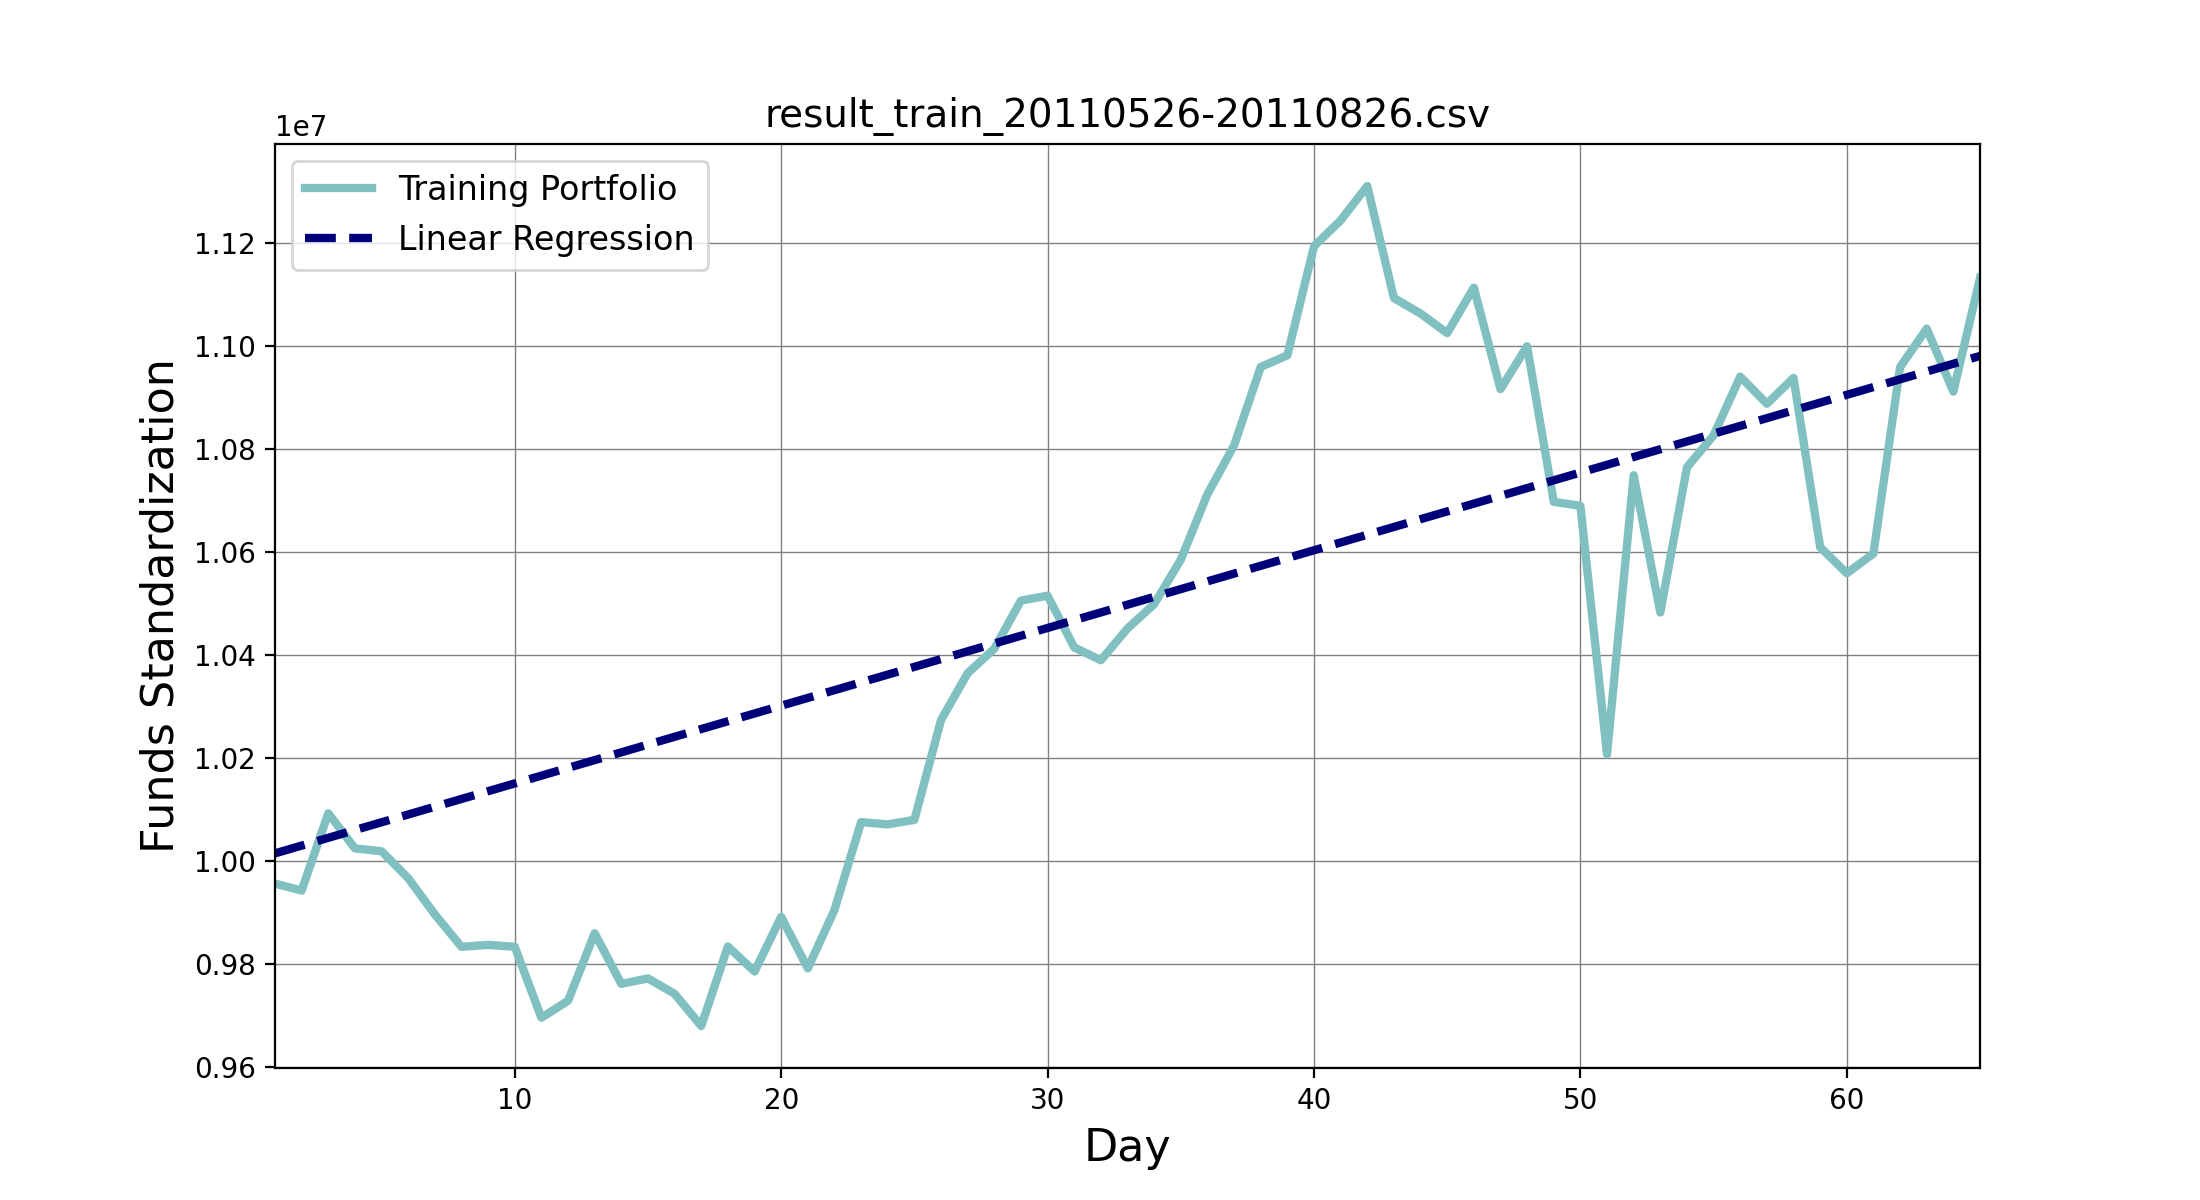 result_train_20110526-20110826.csv
1e7
Training Portfolio
Linear Regression
1.12
1.10
1.08
1.06
1.04
1.02
1.00
0.98
0.96
Funds Standardization
10 20 30 40 50 60
Day